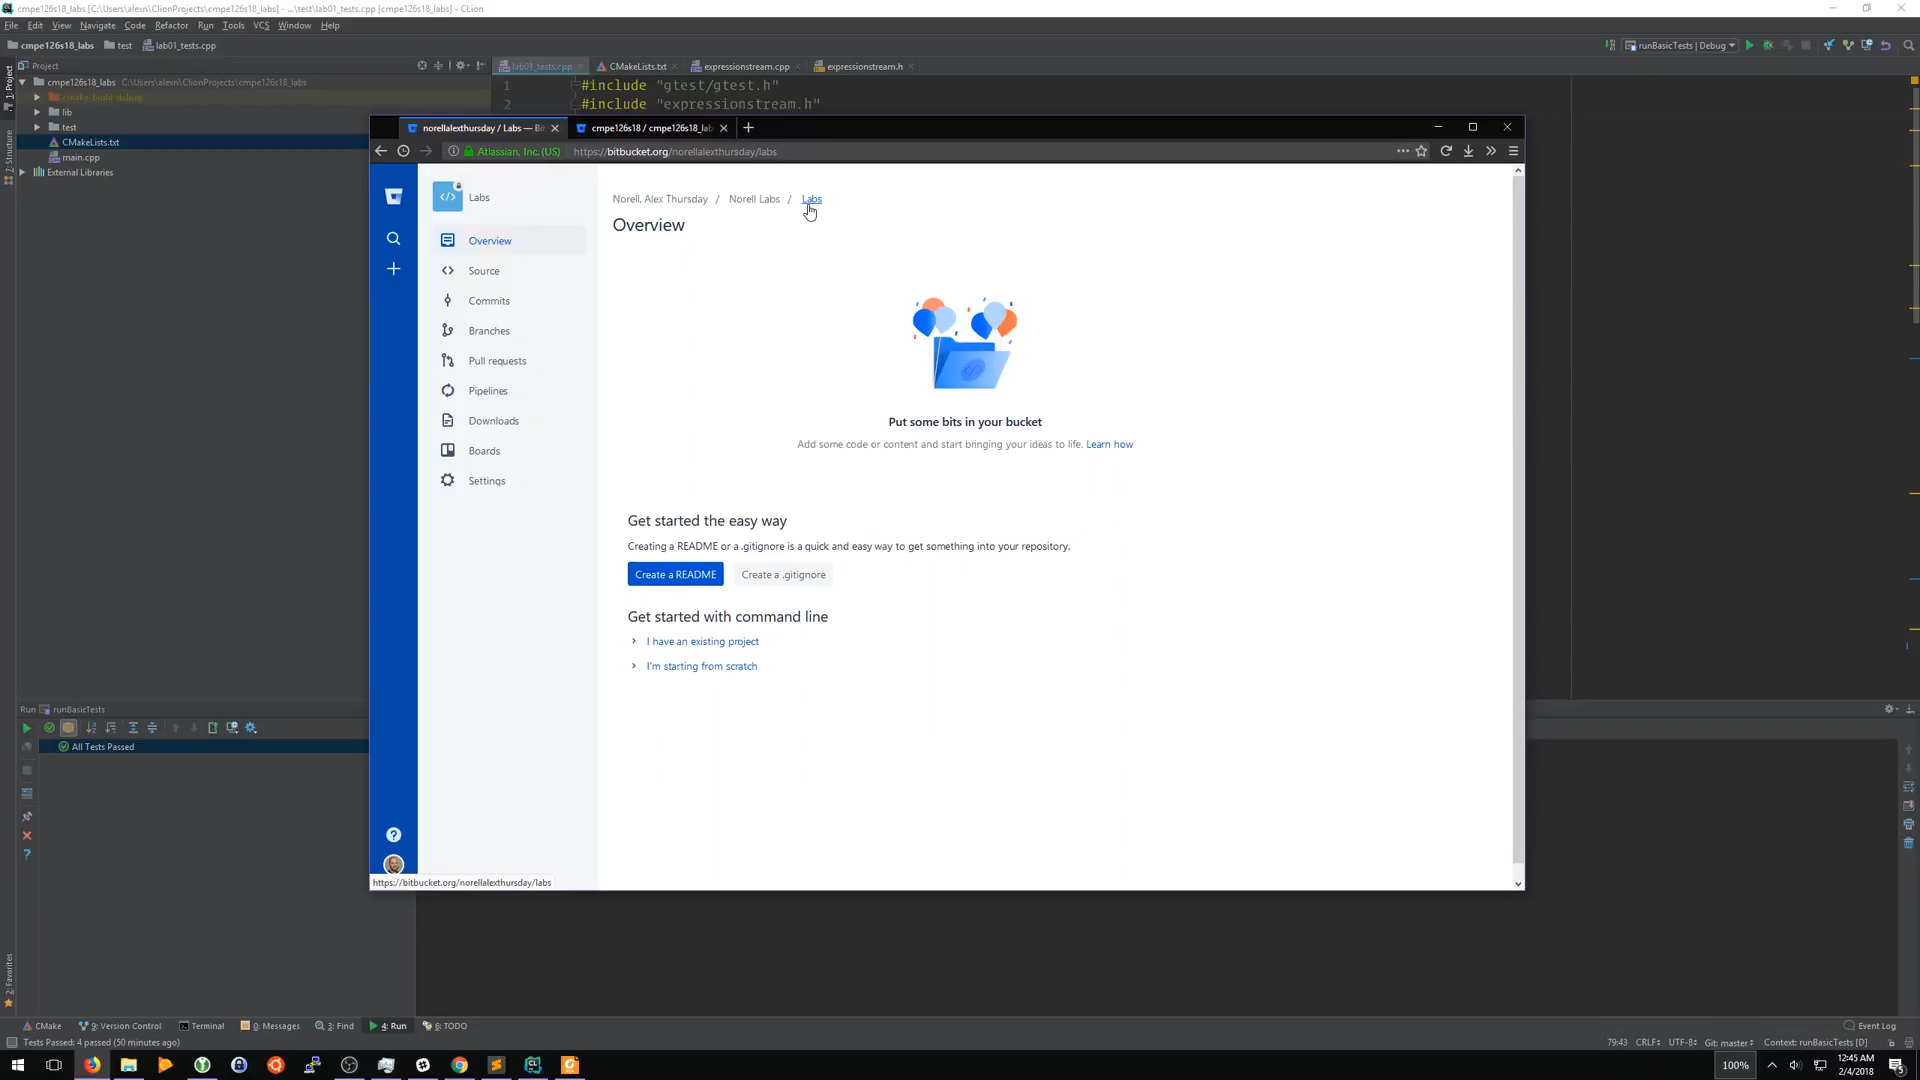 cmpe126s18_labs [C:\Users\alexn\ClionProjects\cmpe126s18_labs] - ...\test\lab01_tests.cpp [cmpe126s18_labs] - CLion
File Edit View Navigate Code Refactor Run Tools VCS Window Help
cmpe126s18_labs test lab01_tests.cpp
runBasicTests | Debug
Project
lab01_tests.cpp CMakeLists.txt expressionstream.cpp expressionstream.h
1: Project
cmpe126s18_labs C:\Users\alexn\ClionProjects\cmpe126s18_labs
cmake-build-debug
lib
test
CMakeLists.txt
main.cpp
External Libraries
7: Structure
1 #include "gtest/gtest.h"
2 #include "expressionstream.h"
norellalexthursday / Labs — Bi
cmpe126s18 / cmpe126s18_lab
Atlassian, Inc. (US) https://bitbucket.org/norellalexthursday/labs
Labs
Overview
Source
Commits
Branches
Pull requests
Pipelines
Downloads
Boards
Settings
Norell, Alex Thursday / Norell Labs / Labs
Overview
Put some bits in your bucket
Add some code or content and start bringing your ideas to life. Learn how
Get started the easy way
Creating a README or a .gitignore is a quick and easy way to get something into your repository.
Create a README Create a .gitignore
Get started with command line
I have an existing project
I'm starting from scratch
https://bitbucket.org/norellalexthursday/labs
Run runBasicTests
All Tests Passed
2: Favorites
CMake 9: Version Control Terminal 0: Messages 3: Find 4: Run 6: TODO Event Log
Tests Passed: 4 passed (50 minutes ago) 79:43 CRLF÷ UTF-8÷ Git: master÷ Context: runBasicTests [D]
100% 12:45 AM
2/4/2018
5